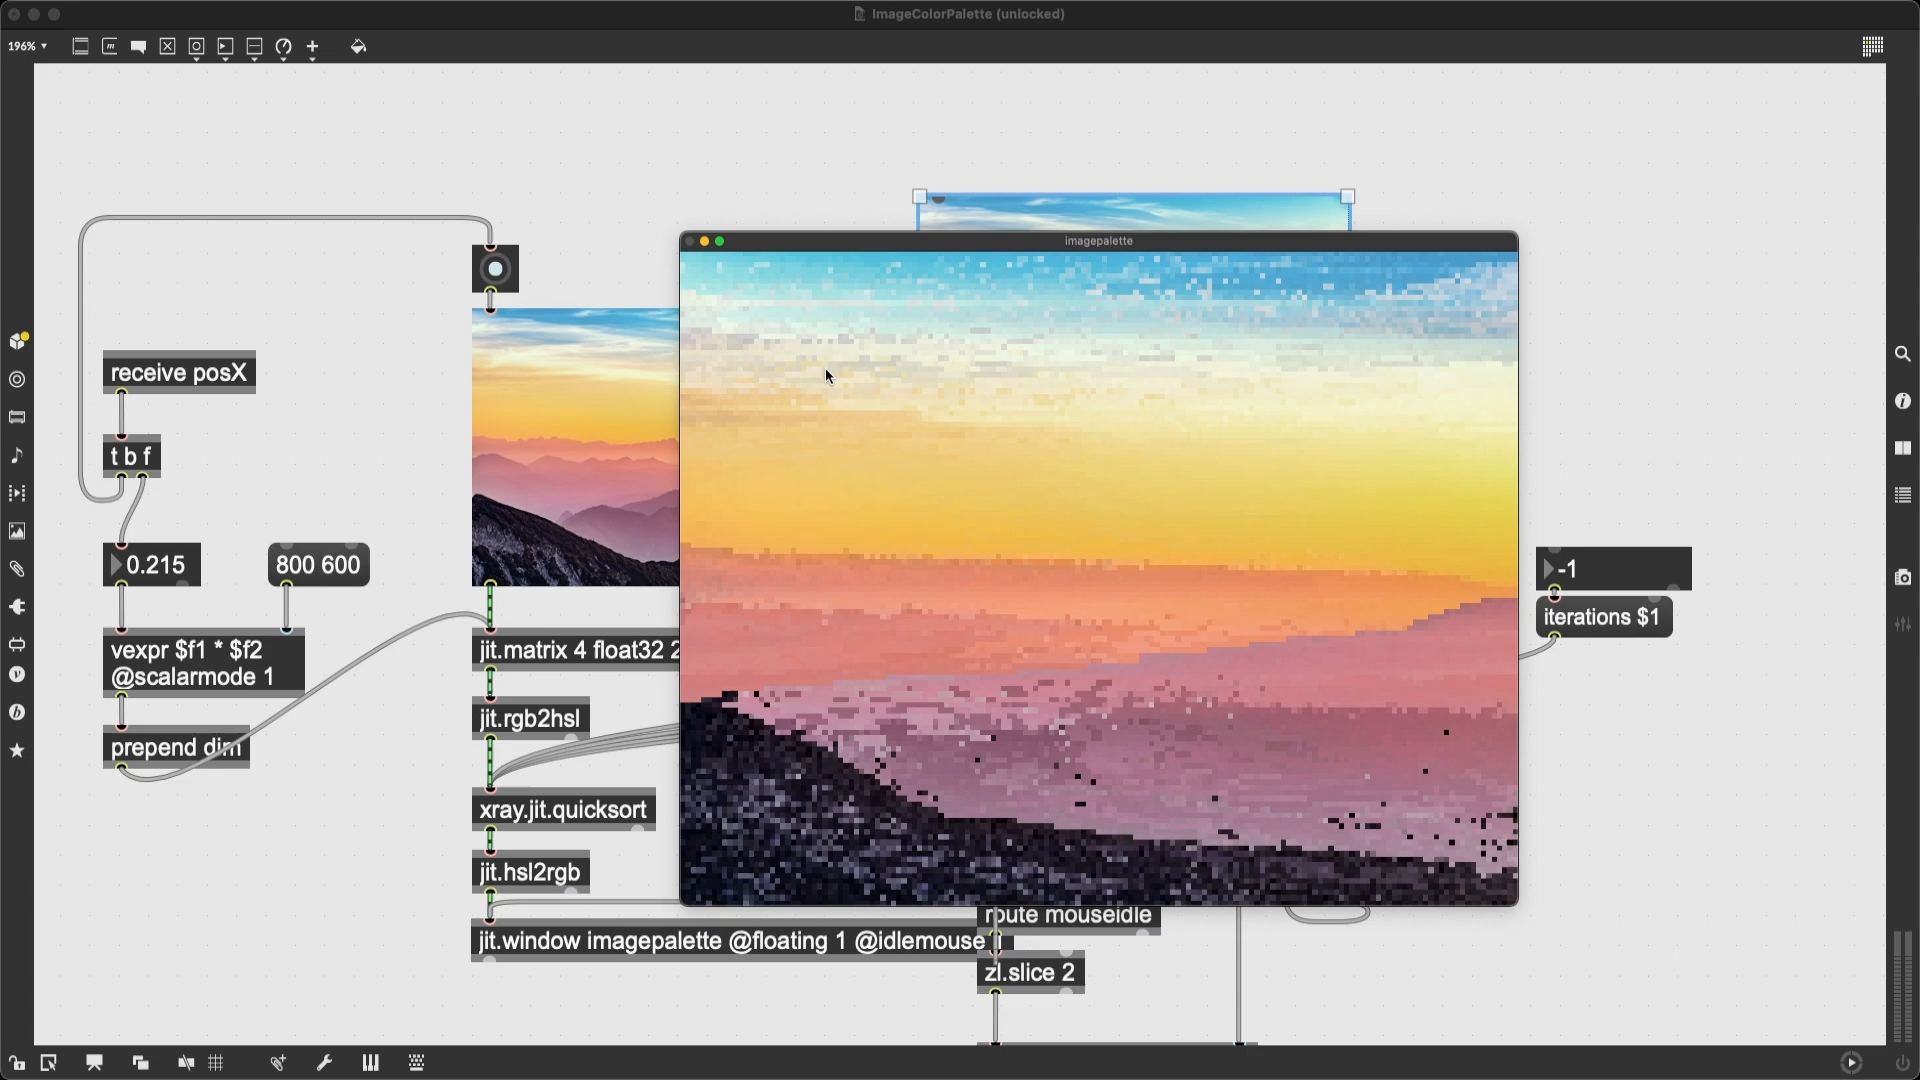 ImageColorPalette (unlocked)
196%
imagepalette
receive posX
t b f
0.215
800 600
vexpr $f1 * $f2
@scalarmode 1
prepend dim
jit.matrix 4 float32 2
jit.rgb2hsl
xray.jit.quicksort
jit.hsl2rgb
jit.window imagepalette @floating 1 @idlemouse
route mouseidle
zl.slice 2
-1
iterations $1